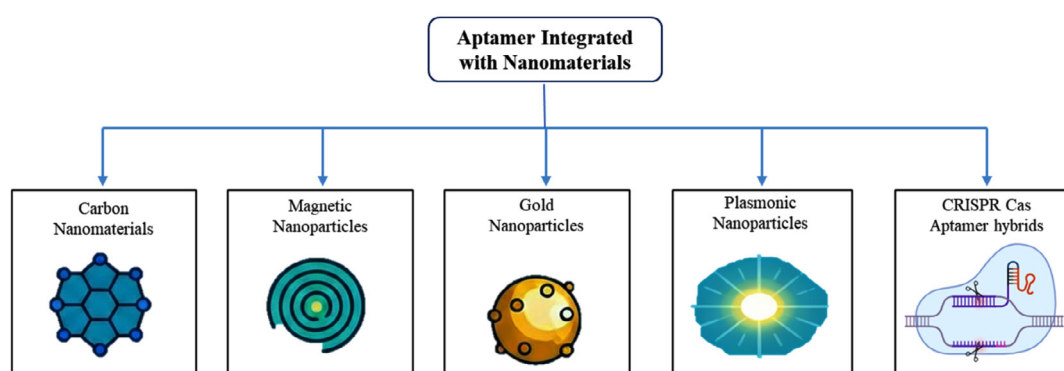 Aptamer Integrated
with Nanomaterials
Carbon
Nanomaterials
Magnetic
Nanoparticles
Gold
Nanoparticles
Plasmonic
Nanoparticles
CRISPR Cas
Aptamer hybrids